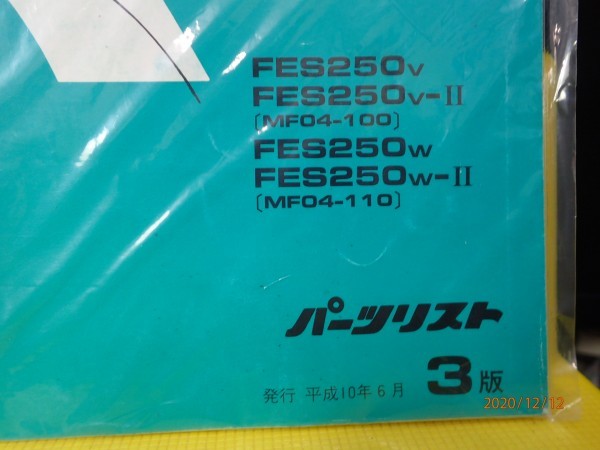 FES250V
FES250V-II
〔MF04-100〕
FES250W
FES250W-II
〔MF04-110〕
パーツリスト
発行 平成10年6月 3版
2020/12/12